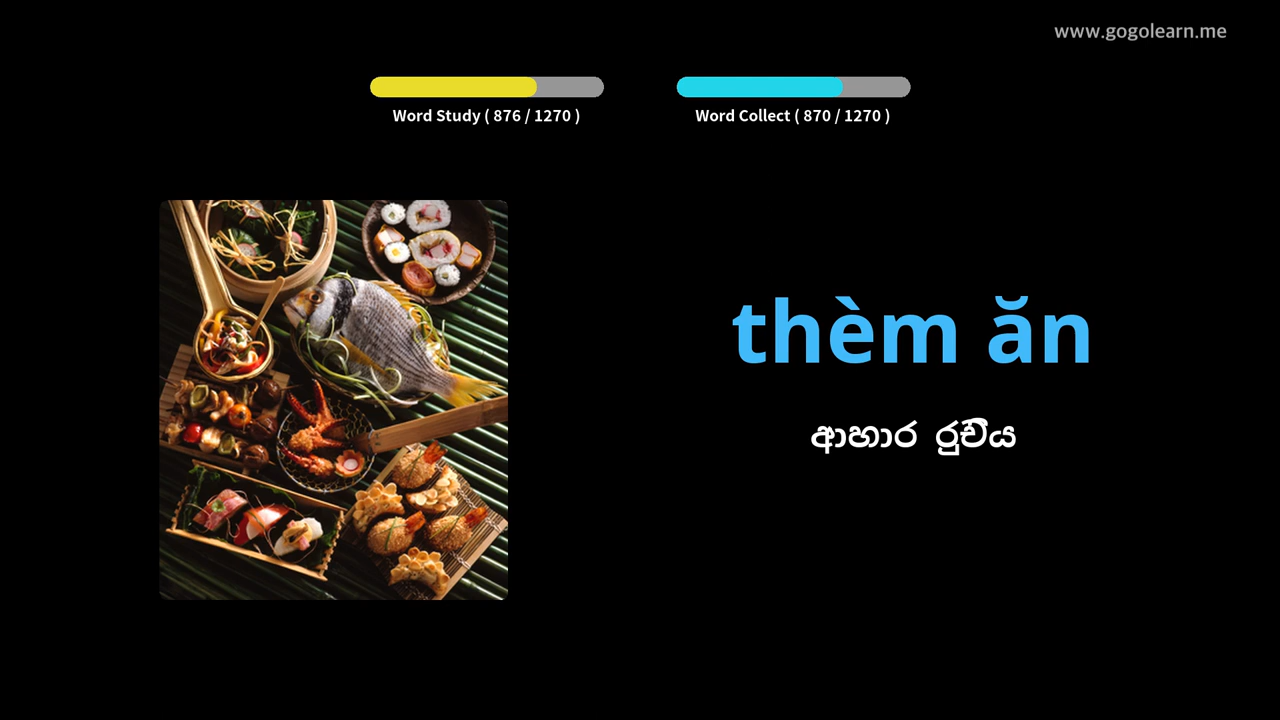 www.gogolearn.me
Word Study ( 876 / 1270 )
Word Collect ( 870 / 1270 )
thèm ăn
ආහාර රුචිය